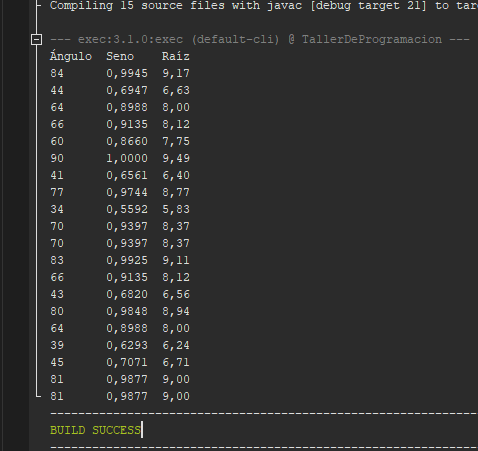 Compiling 15 source files with javac [debug target 21] to tar
--- exec:3.1.0:exec (default-cli) @ TallerDeProgramacion ---
Ángulo  Seno    Raíz
84      0,9945  9,17
44      0,6947  6,63
64      0,8988  8,00
66      0,9135  8,12
60      0,8660  7,75
90      1,0000  9,49
41      0,6561  6,40
77      0,9744  8,77
34      0,5592  5,83
70      0,9397  8,37
70      0,9397  8,37
83      0,9925  9,11
66      0,9135  8,12
43      0,6820  6,56
80      0,9848  8,94
64      0,8988  8,00
39      0,6293  6,24
45      0,7071  6,71
81      0,9877  9,00
81      0,9877  9,00
------------------------------------------------------------
BUILD SUCCESS
------------------------------------------------------------